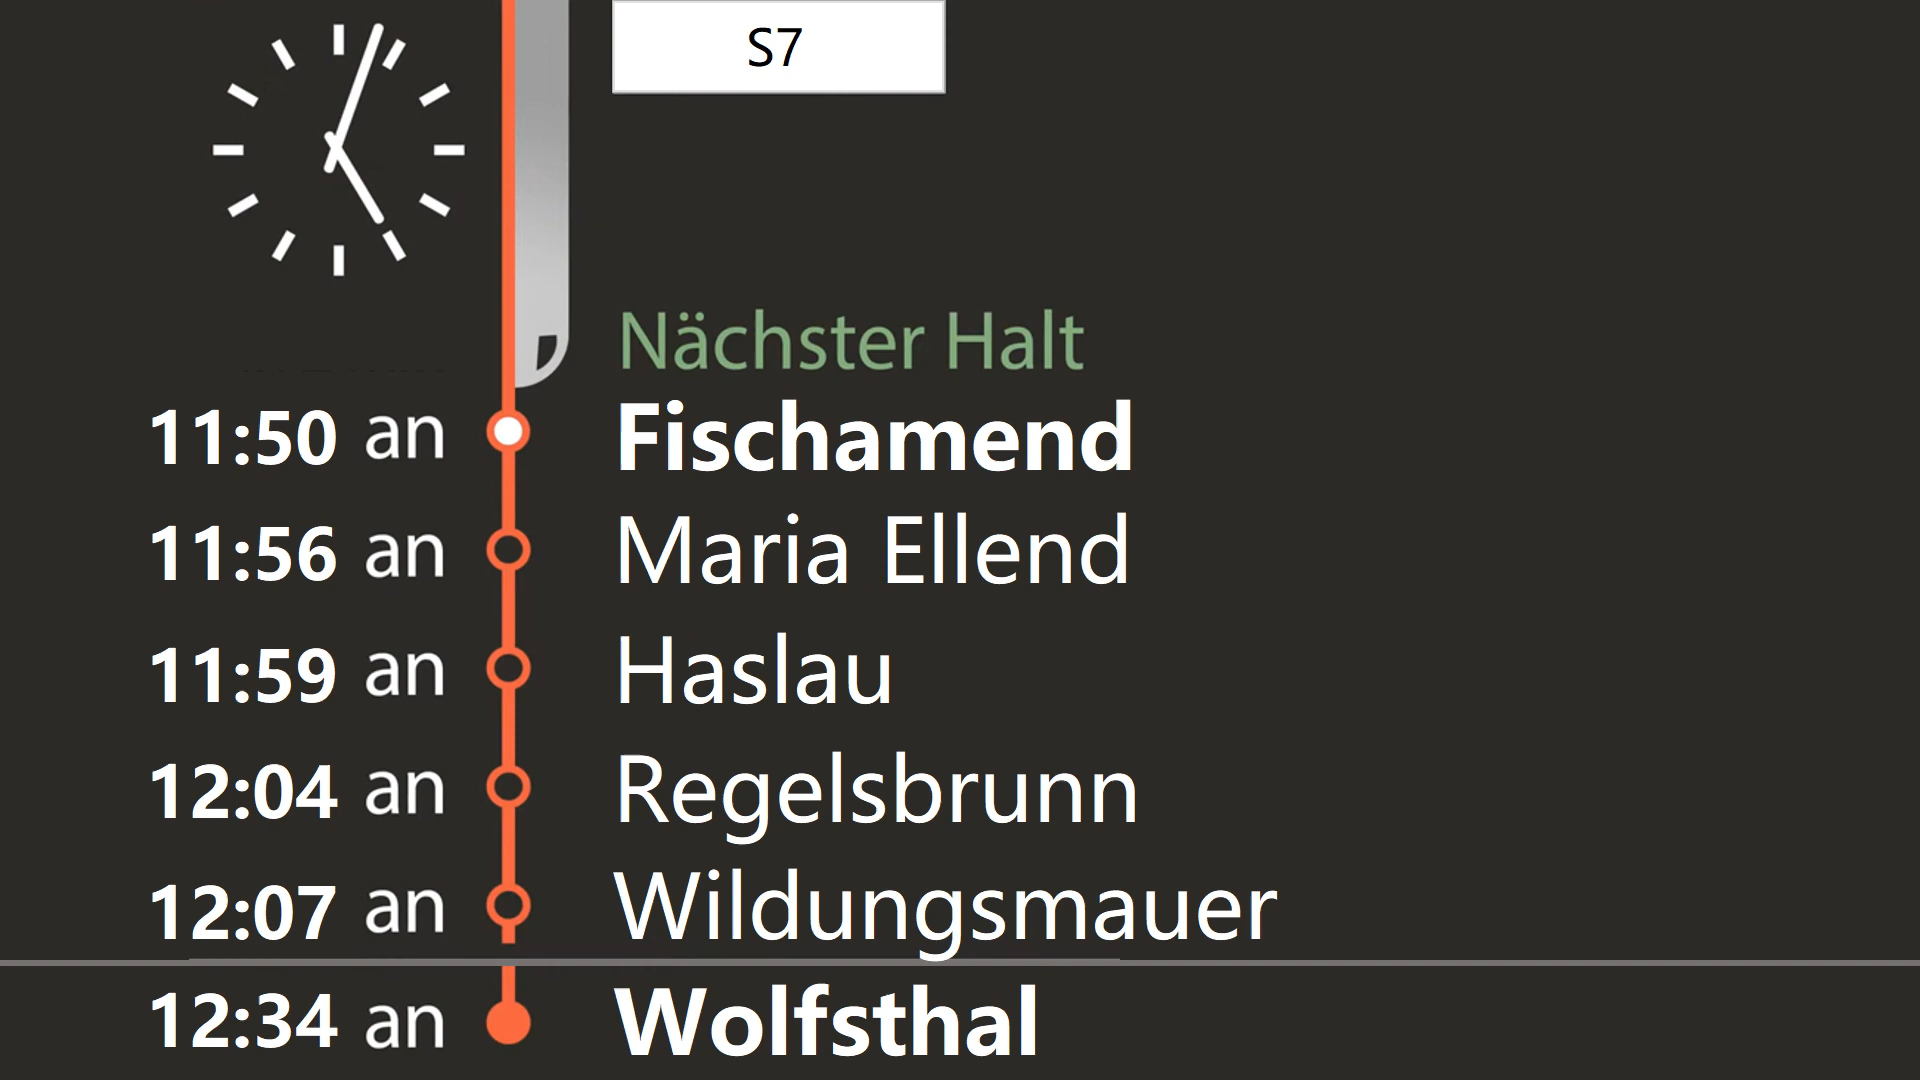 S7
Nächster Halt
11:50 an Fischamend
11:56 an Maria Ellend
11:59 an Haslau
12:04 an Regelsbrunn
12:07 an Wildungsmauer
12:34 an Wolfsthal